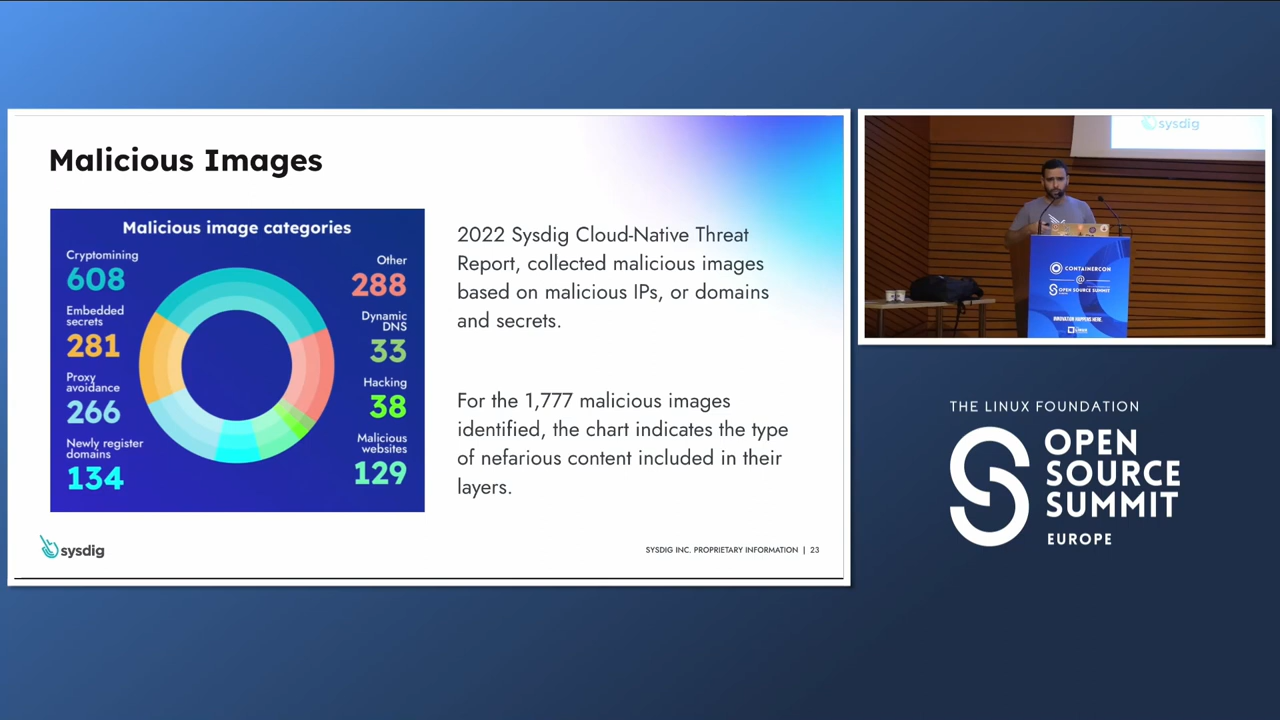 Malicious Images
Malicious image categories
Cryptomining
608
Embedded
secrets
281
Proxy
avoidance
266
Newly register
domains
134
Other
288
Dynamic
DNS
33
Hacking
38
Malicious
websites
129
2022 Sysdig Cloud-Native Threat
Report, collected malicious images
based on malicious IPs, or domains
and secrets.
For the 1,777 malicious images
identified, the chart indicates the type
of nefarious content included in their
layers.
sysdig
SYSDIG INC. PROPRIETARY INFORMATION | 23
sysdig
CONTAINERCON
@
OPEN SOURCE SUMMIT
INNOVATION HAPPENS HERE.
LINUX
THE LINUX FOUNDATION
OPEN
SOURCE
SUMMIT
EUROPE